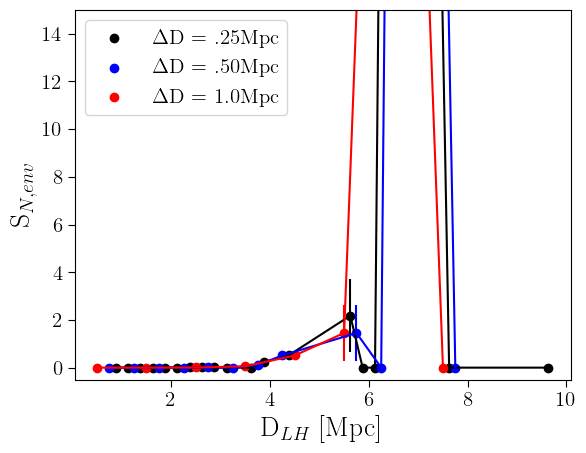 14
12
10
8
6
4
2
0
ΔD = .25Mpc
ΔD = .50Mpc
ΔD = 1.0Mpc
S_{N,env}
2
4
6
8
10
D_{LH} [Mpc]